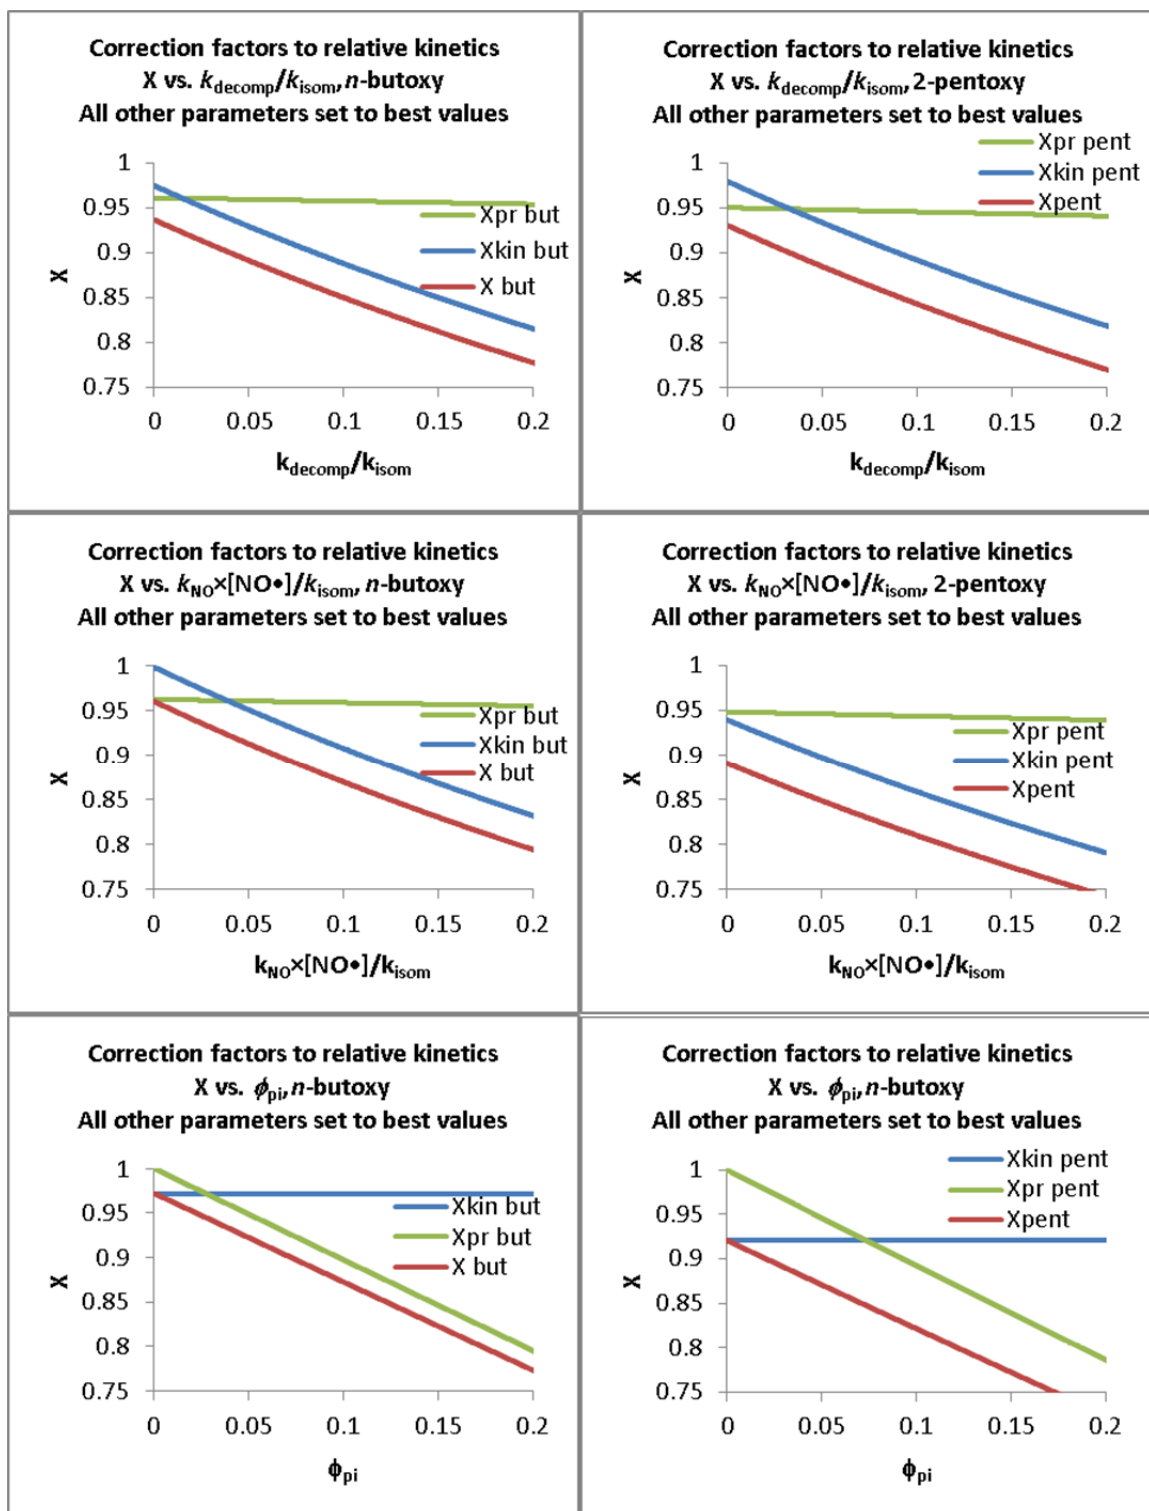 Correction factors to relative kinetics
X vs. kdecomp/kisom, n-butoxy
All other parameters set to best values
1
0.95
0.9
0.85
0.8
0.75
X
Xpr but
Xkin but
X but
0 0.05 0.1 0.15 0.2
kdecomp/kisom
Correction factors to relative kinetics
X vs. kdecomp/kisom, 2-pentoxy
All other parameters set to best values
Xpr pent
Xkin pent
Xpent
1
0.95
0.9
0.85
0.8
0.75
X
0 0.05 0.1 0.15 0.2
kdecomp/kisom
Correction factors to relative kinetics
X vs. kNO×[NO•]/kisom, n-butoxy
All other parameters set to best values
1
0.95
0.9
0.85
0.8
0.75
X
Xpr but
Xkin but
X but
0 0.05 0.1 0.15 0.2
kNO×[NO•]/kisom
Correction factors to relative kinetics
X vs. kNO×[NO•]/kisom, 2-pentoxy
All other parameters set to best values
1
0.95
0.9
0.85
0.8
0.75
X
Xpr pent
Xkin pent
Xpent
0 0.05 0.1 0.15 0.2
kNO×[NO•]/kisom
Correction factors to relative kinetics
X vs. ϕpi, n-butoxy
All other parameters set to best values
1
0.95
0.9
0.85
0.8
0.75
X
Xkin but
Xpr but
X but
0 0.05 0.1 0.15 0.2
ϕpi
Correction factors to relative kinetics
X vs. ϕpi, n-butoxy
All other parameters set to best values
Xkin pent
Xpr pent
Xpent
1
0.95
0.9
0.85
0.8
0.75
X
0 0.05 0.1 0.15 0.2
ϕpi